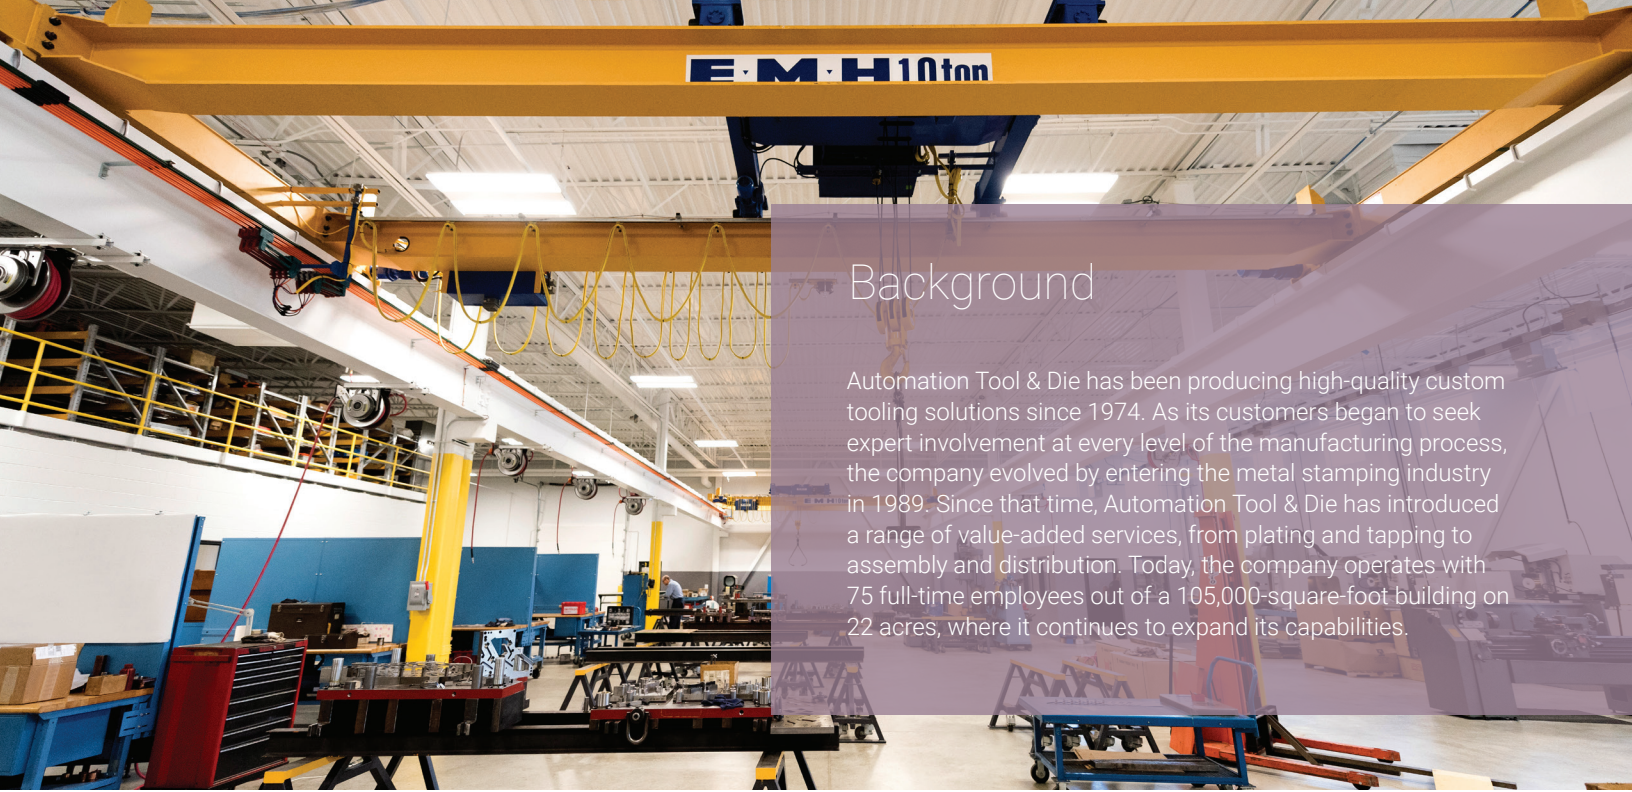 E·M·H 10 ton
Background
Automation Tool & Die has been producing high-quality custom
tooling solutions since 1974. As its customers began to seek
expert involvement at every level of the manufacturing process,
the company evolved by entering the metal stamping industry
in 1989. Since that time, Automation Tool & Die has introduced
a range of value-added services, from plating and tapping to
assembly and distribution. Today, the company operates with
75 full-time employees out of a 105,000-square-foot building on
22 acres, where it continues to expand its capabilities.